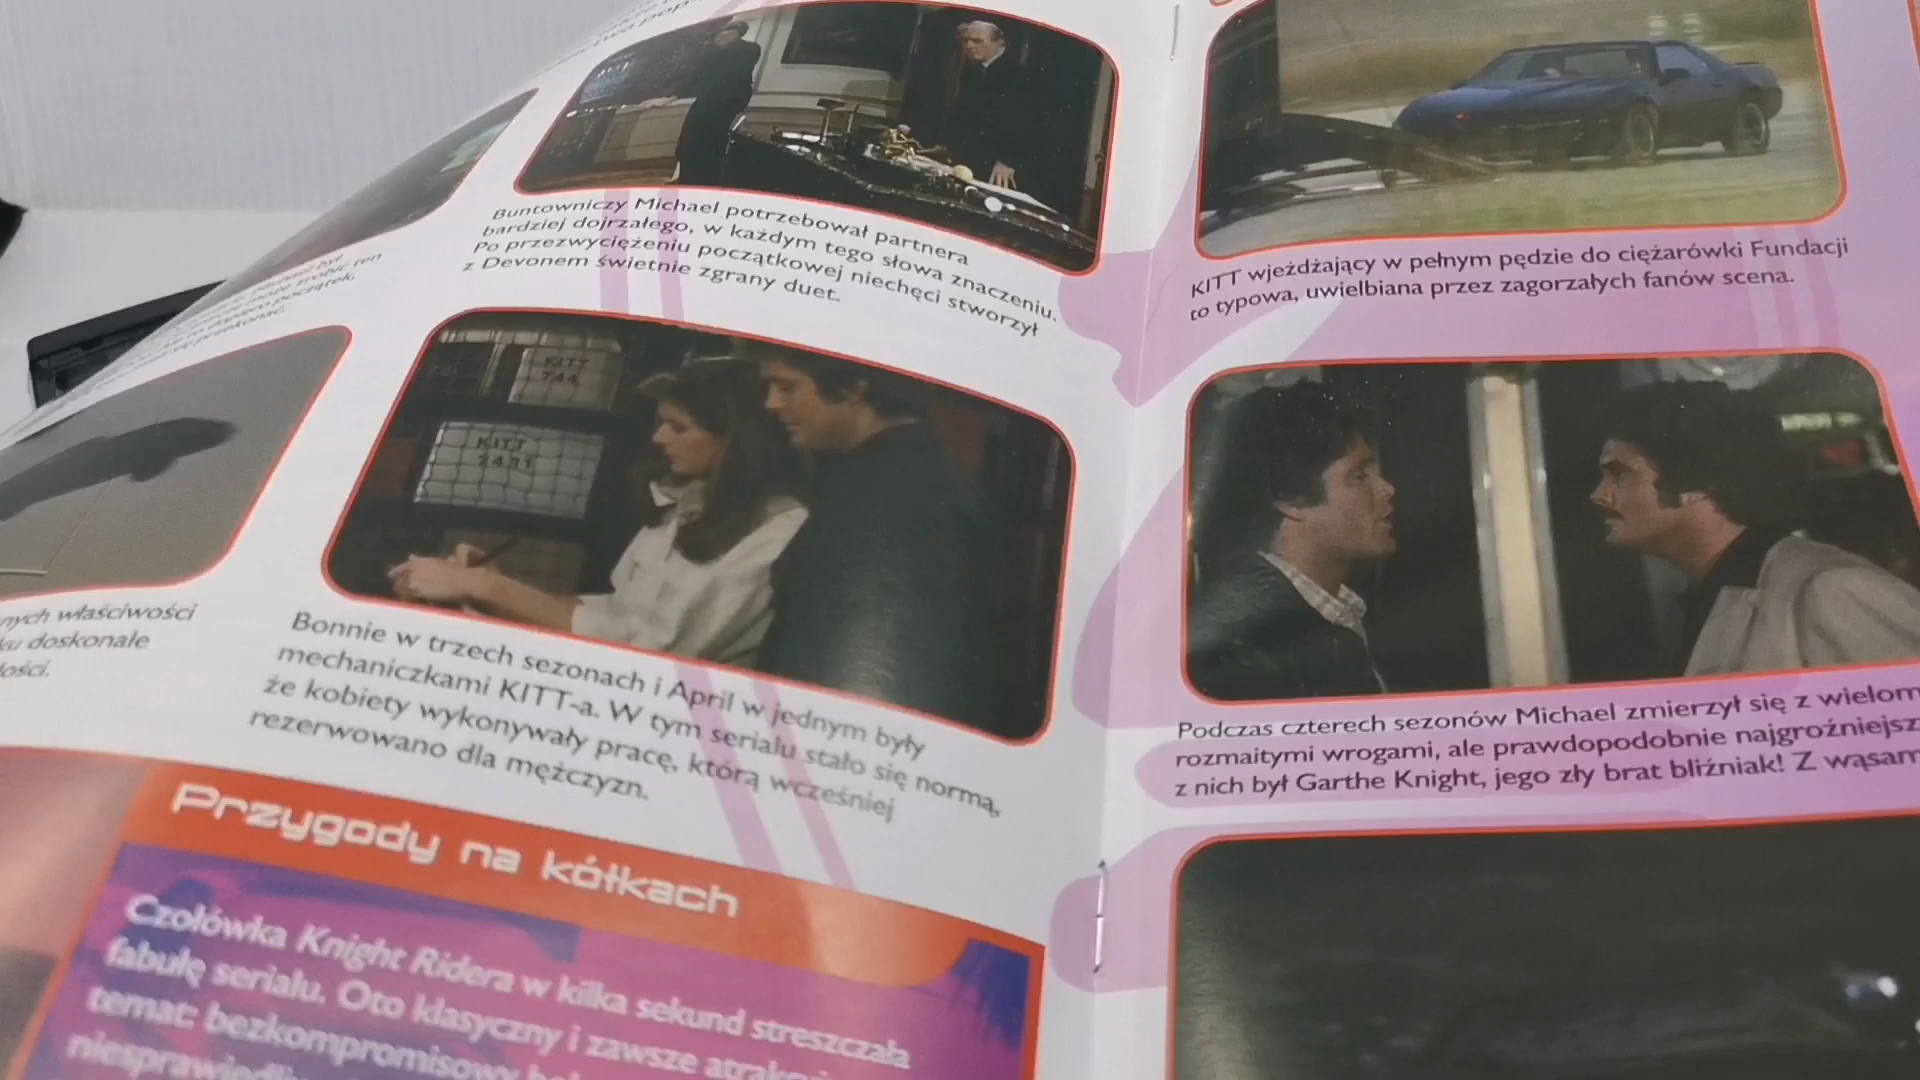 Buntowniczy Michael potrzebował partnera
bardziej dojrzałego, w każdym tego słowa znaczeniu.
Po przezwyciężeniu początkowej niechęci stworzył
z Devonem świetnie zgrany duet.
KITT wjeżdżający w pełnym pędzie do ciężarówki Fundacji
to typowa, uwielbiana przez zagorzałych fanów scena.
KITT
744
KITT
2431
nych właściwości
ku doskonale
łości.
Bonnie w trzech sezonach i April w jednym były
mechaniczkami KITT-a. W tym serialu stało się normą,
że kobiety wykonywały pracę, którą wcześniej
rezerwowano dla mężczyzn.
Podczas czterech sezonów Michael zmierzył się z wielom
rozmaitymi wrogami, ale prawdopodobnie najgroźniejsz
z nich był Garthe Knight, jego zły brat bliźniak! Z wąsam
Przygody na kółkach
Czołówka Knight Ridera w kilka sekund streszczała
fabułę serialu. Oto klasyczny i zawsze
temat: bezkompromisowy